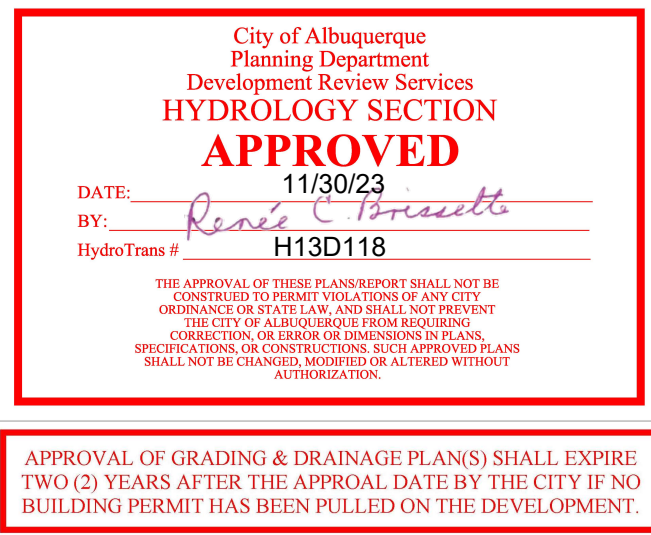 City of Albuquerque
Planning Department
Development Review Services
HYDROLOGY SECTION
APPROVED
DATE: 11/30/23
BY: Renée C. Brissette
HydroTrans # H13D118
THE APPROVAL OF THESE PLANS/REPORT SHALL NOT BE
CONSTRUED TO PERMIT VIOLATIONS OF ANY CITY
ORDINANCE OR STATE LAW, AND SHALL NOT PREVENT
THE CITY OF ALBUQUERQUE FROM REQUIRING
CORRECTION, OR ERROR OR DIMENSIONS IN PLANS,
SPECIFICATIONS, OR CONSTRUCTIONS. SUCH APPROVED PLANS
SHALL NOT BE CHANGED, MODIFIED OR ALTERED WITHOUT
AUTHORIZATION.
APPROVAL OF GRADING & DRAINAGE PLAN(S) SHALL EXPIRE
TWO (2) YEARS AFTER THE APPROAL DATE BY THE CITY IF NO
BUILDING PERMIT HAS BEEN PULLED ON THE DEVELOPMENT.